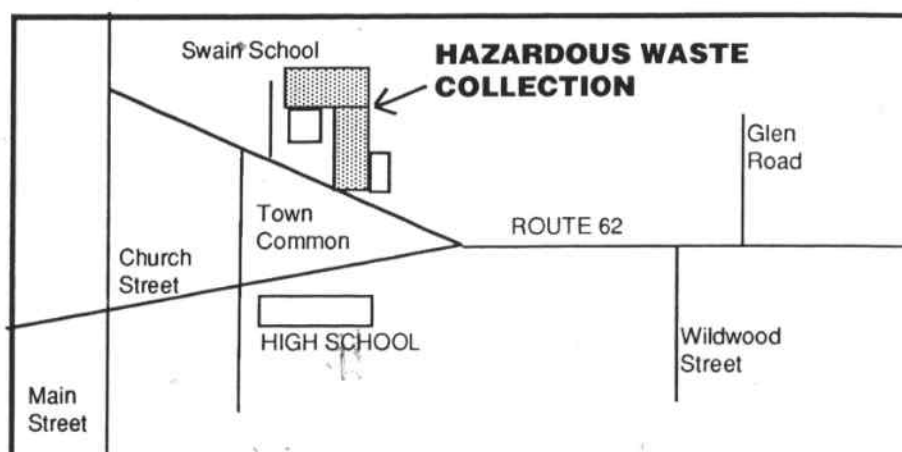 Swain School
HAZARDOUS WASTE
COLLECTION
Glen
Road
Town
Common
ROUTE 62
Church
Street
HIGH SCHOOL
Wildwood
Street
Main
Street